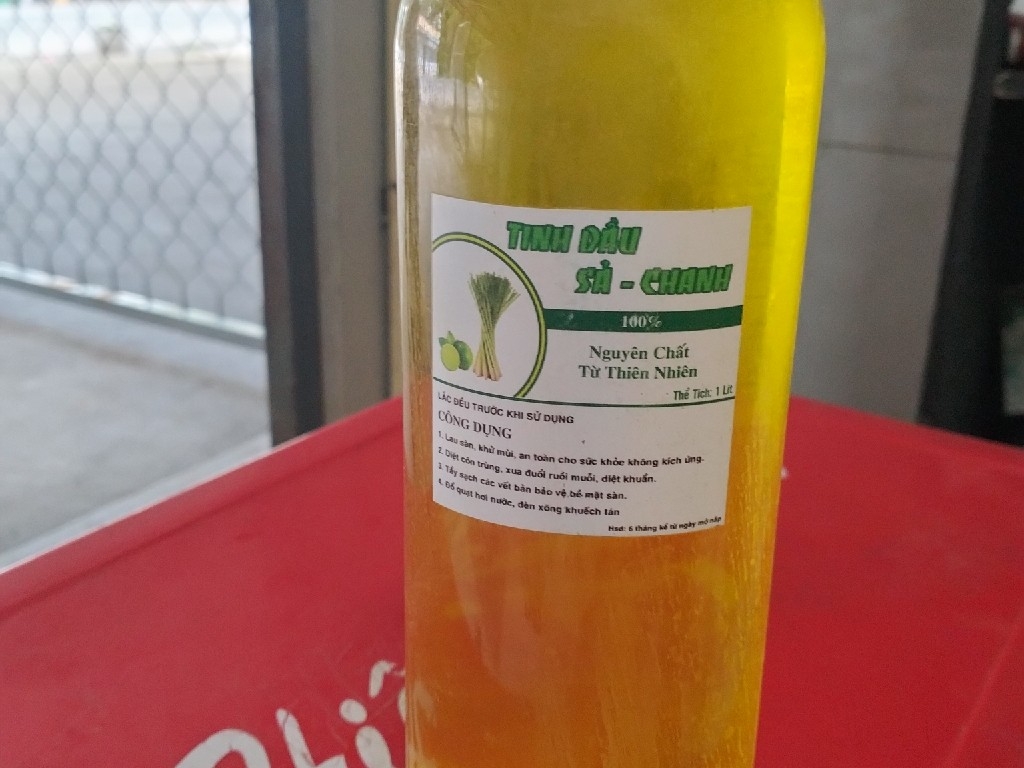 TINH DẦU
SẢ - CHANH
100%
Nguyên Chất
Từ Thiên Nhiên
Thể Tích: 1 Lít
LẮC ĐỀU TRƯỚC KHI SỬ DỤNG
CÔNG DỤNG
1. Lau sàn, khử mùi, an toàn cho sức khỏe không kích ứng.
2. Diệt côn trùng, xua đuổi ruồi muỗi, diệt khuẩn.
3. Tẩy sạch các vết bẩn bảo vệ bề mặt sàn.
4. Đổ quạt hơi nước, đèn xông khuếch tán
Hsd: 6 tháng kể từ ngày mở nắp